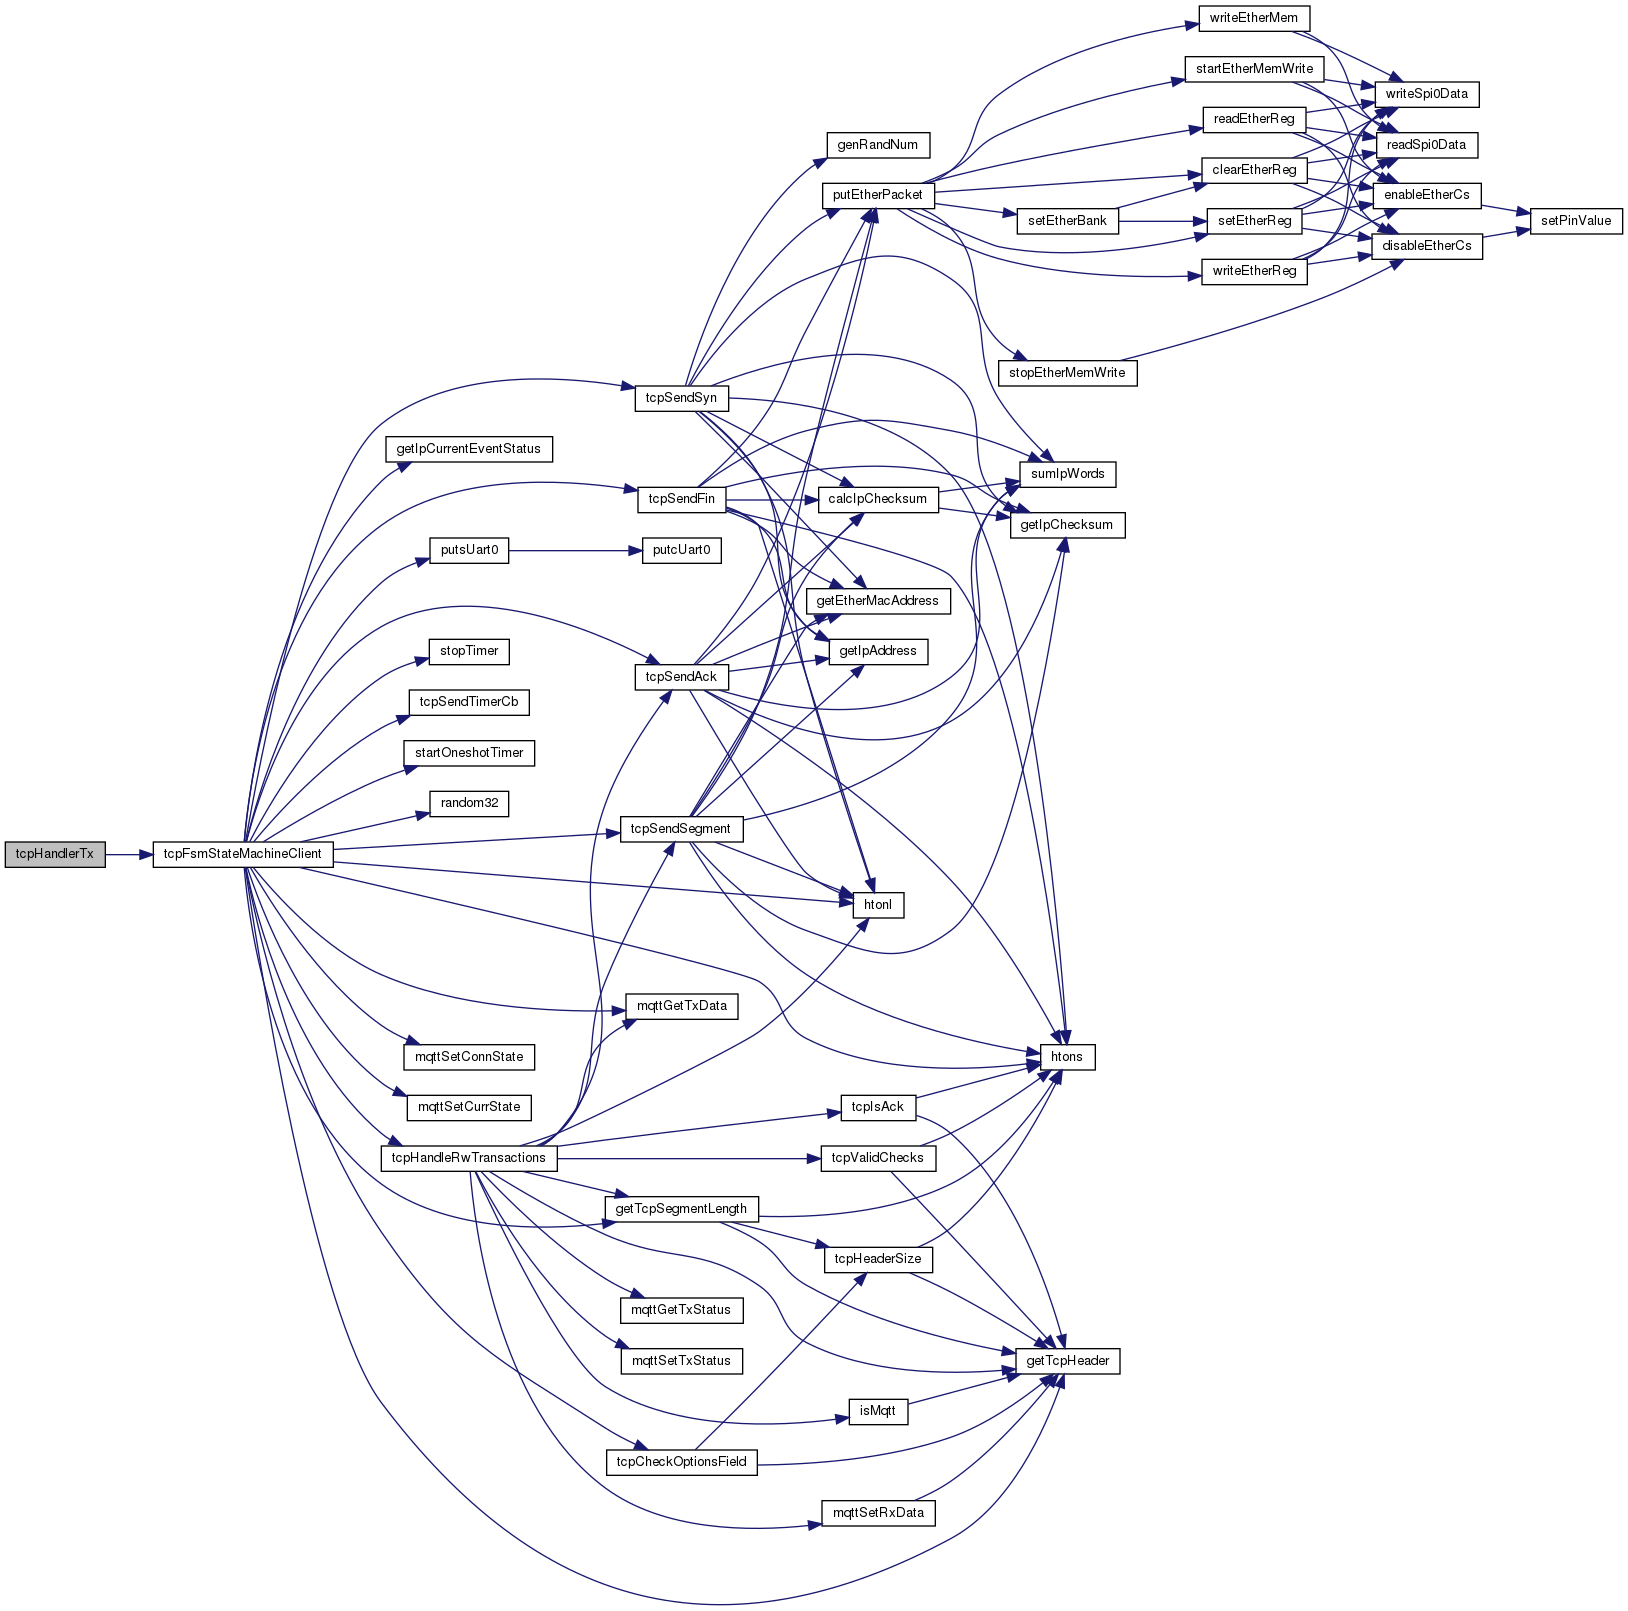 writeEtherMem
startEtherMemWrite
writeSpi0Data
readEtherReg
genRandNum
readSpi0Data
clearEtherReg
putEtherPacket
enableEtherCs
setEtherBank
setEtherReg
setPinValue
disableEtherCs
writeEtherReg
stopEtherMemWrite
tcpSendSyn
getIpCurrentEventStatus
sumIpWords
tcpSendFin
calcIpChecksum
getIpChecksum
putsUart0
putcUart0
getEtherMacAddress
stopTimer
getIpAddress
tcpSendAck
tcpSendTimerCb
startOneshotTimer
random32
tcpSendSegment
tcpHandlerTx
tcpFsmStateMachineClient
htonl
mqttGetTxData
mqttSetConnState
htons
mqttSetCurrState
tcpIsAck
tcpHandleRwTransactions
tcpValidChecks
getTcpSegmentLength
tcpHeaderSize
mqttGetTxStatus
mqttSetTxStatus
getTcpHeader
isMqtt
tcpCheckOptionsField
mqttSetRxData